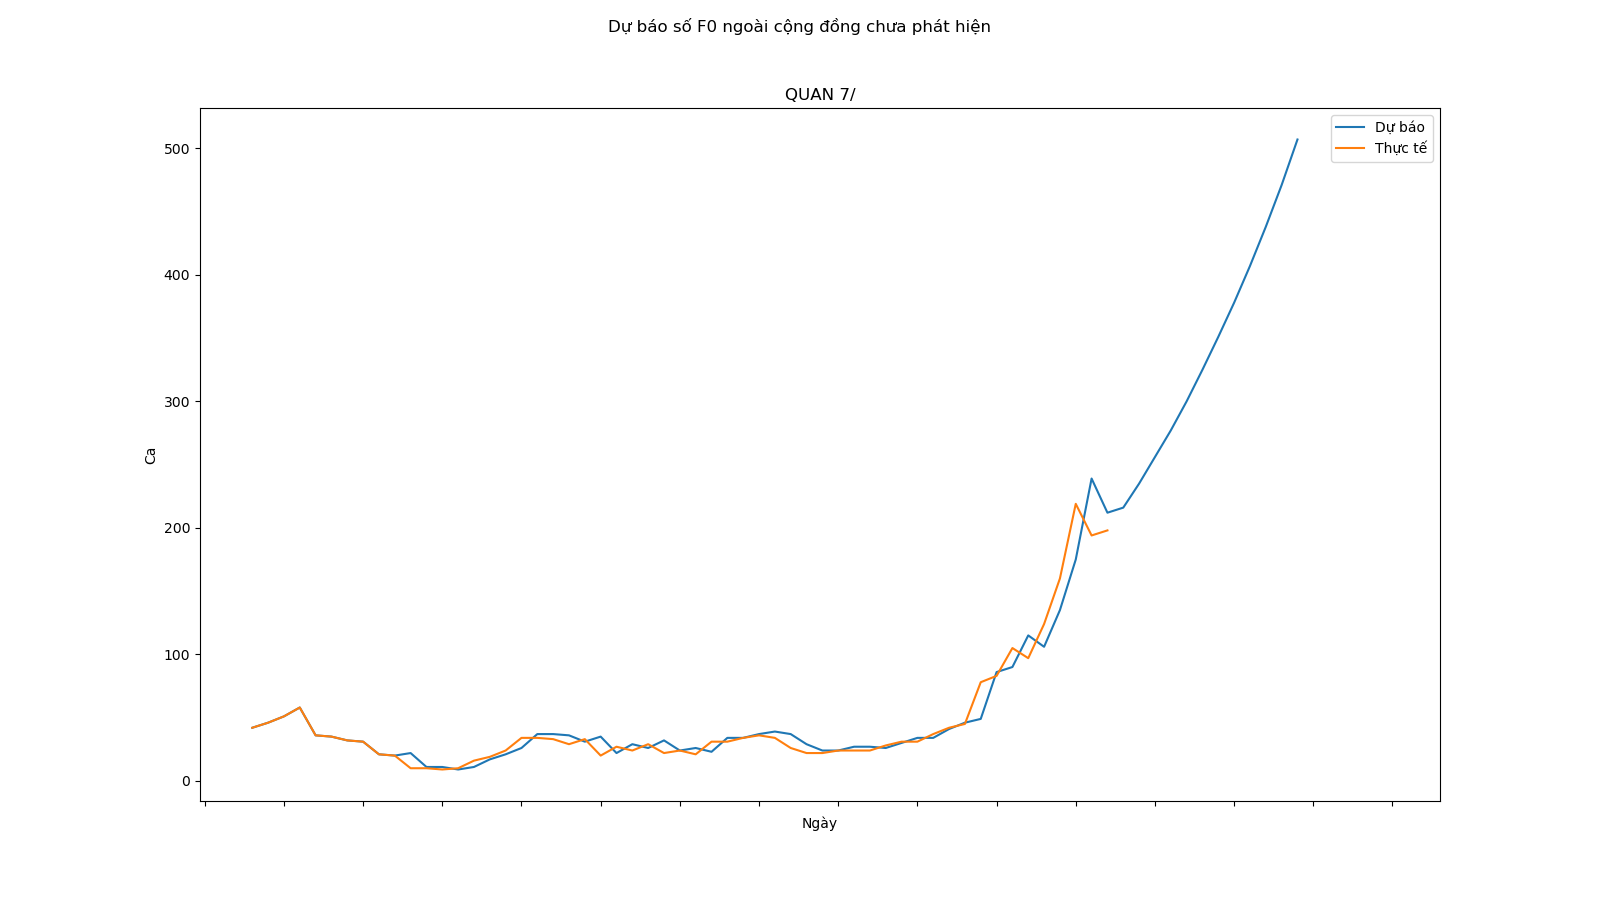 Dự báo số F0 ngoài cộng đồng chưa phát hiện
QUAN 7/
Dự báo
Thực tế
500
400
300
200
100
0
Ca
Ngày